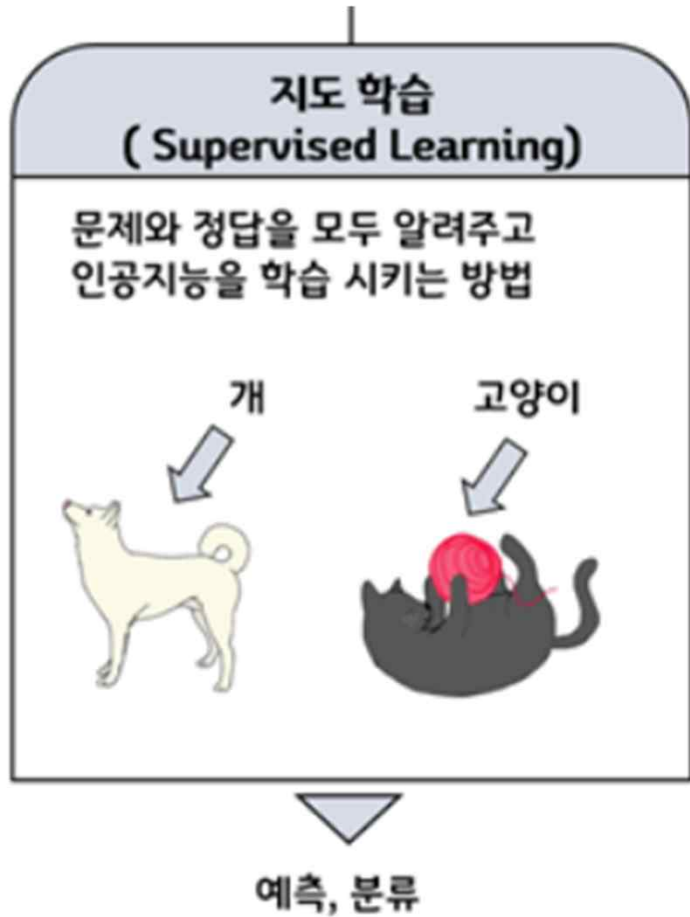 지도 학습
( Supervised Learning)
문제와 정답을 모두 알려주고
인공지능을 학습 시키는 방법
개 고양이
예측, 분류